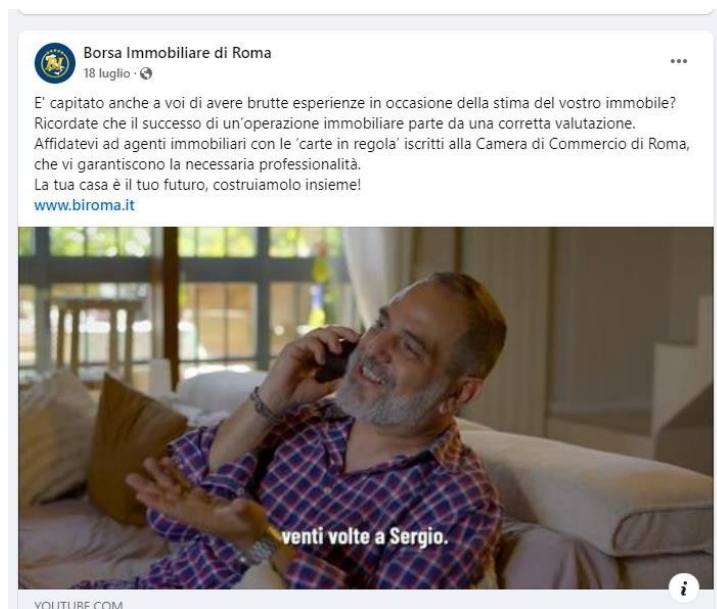 Borsa Immobiliare di Roma
18 luglio ·
E' capitato anche a voi di avere brutte esperienze in occasione della stima del vostro immobile?
Ricordate che il successo di un'operazione immobiliare parte da una corretta valutazione.
Affidatevi ad agenti immobiliari con le ‘carte in regola’ iscritti alla Camera di Commercio di Roma,
che vi garantiscono la necessaria professionalità.
La tua casa è il tuo futuro, costruiamolo insieme!
www.biroma.it
venti volte a Sergio.
YOUTUBE.COM